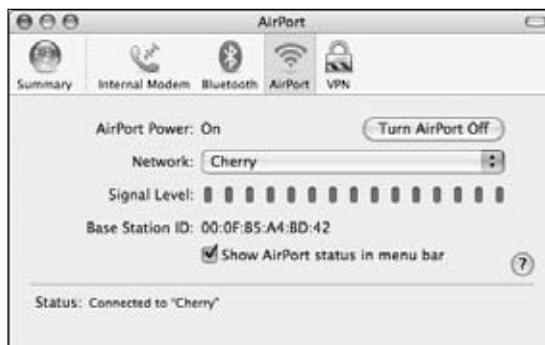 AirPort
Summary Internal Modem Bluetooth AirPort VPN
AirPort Power: On Turn AirPort Off
Network: Cherry
Signal Level:
Base Station ID: 00:0F:B5:A4:BD:42
Show AirPort status in menu bar ?
Status: Connected to "Cherry"